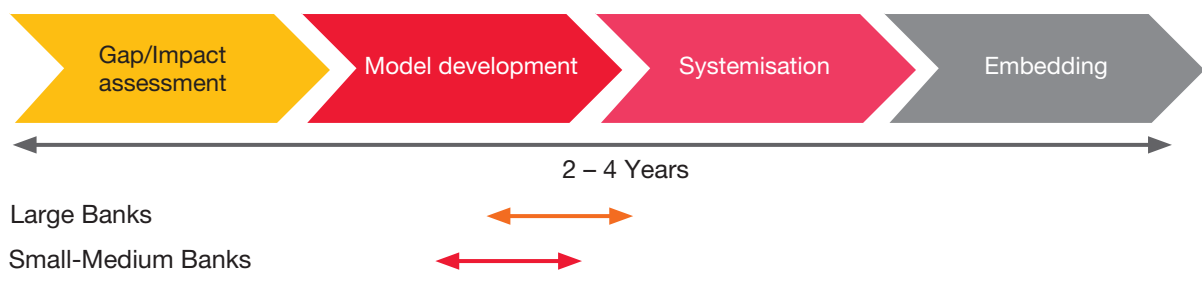 Gap/Impact
assessment
Model development
Systemisation
Embedding
2 – 4 Years
Large Banks
Small-Medium Banks